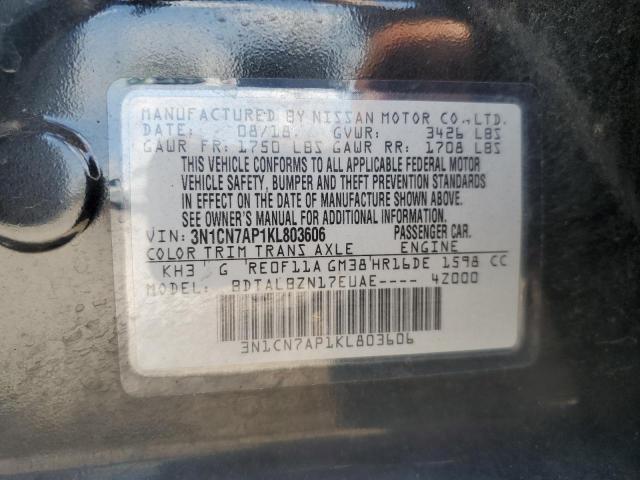 MANUFACTURED BY NISSAN MOTOR CO.,LTD.
DATE: 08/18 GVWR: 3426 LBS
GAWR FR: 1750 LBS GAWR RR: 1708 LBS
THIS VEHICLE CONFORMS TO ALL APPLICABLE FEDERAL MOTOR
VEHICLE SAFETY, BUMPER AND THEFT PREVENTION STANDARDS
IN EFFECT ON THE DATE OF MANUFACTURE SHOWN ABOVE.
SEE OWNER'S MANUAL FOR ADDITIONAL INFORMATION.
VIN: 3N1CN7AP1KL803606 PASSENGER CAR.
COLOR TRIM TRANS AXLE ENGINE
KH3 G RE0F11A GM38 HR16DE 1598 CC
MODEL: BDTALBZN17EUAE---- 4Z000
3N1CN7AP1KL803606